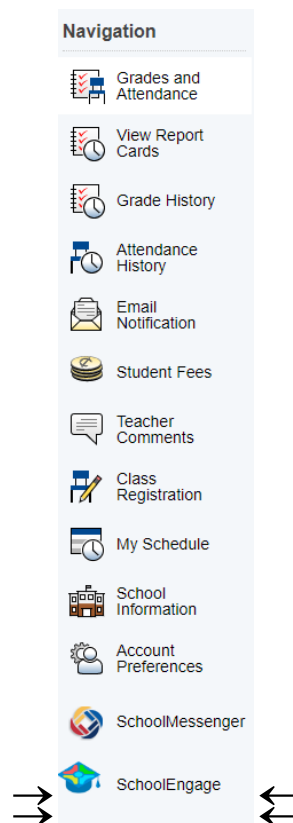 Navigation
Grades and
Attendance
View Report
Cards
Grade History
Attendance
History
Email
Notification
Student Fees
Teacher
Comments
Class
Registration
My Schedule
School
Information
Account
Preferences
SchoolMessenger
SchoolEngage